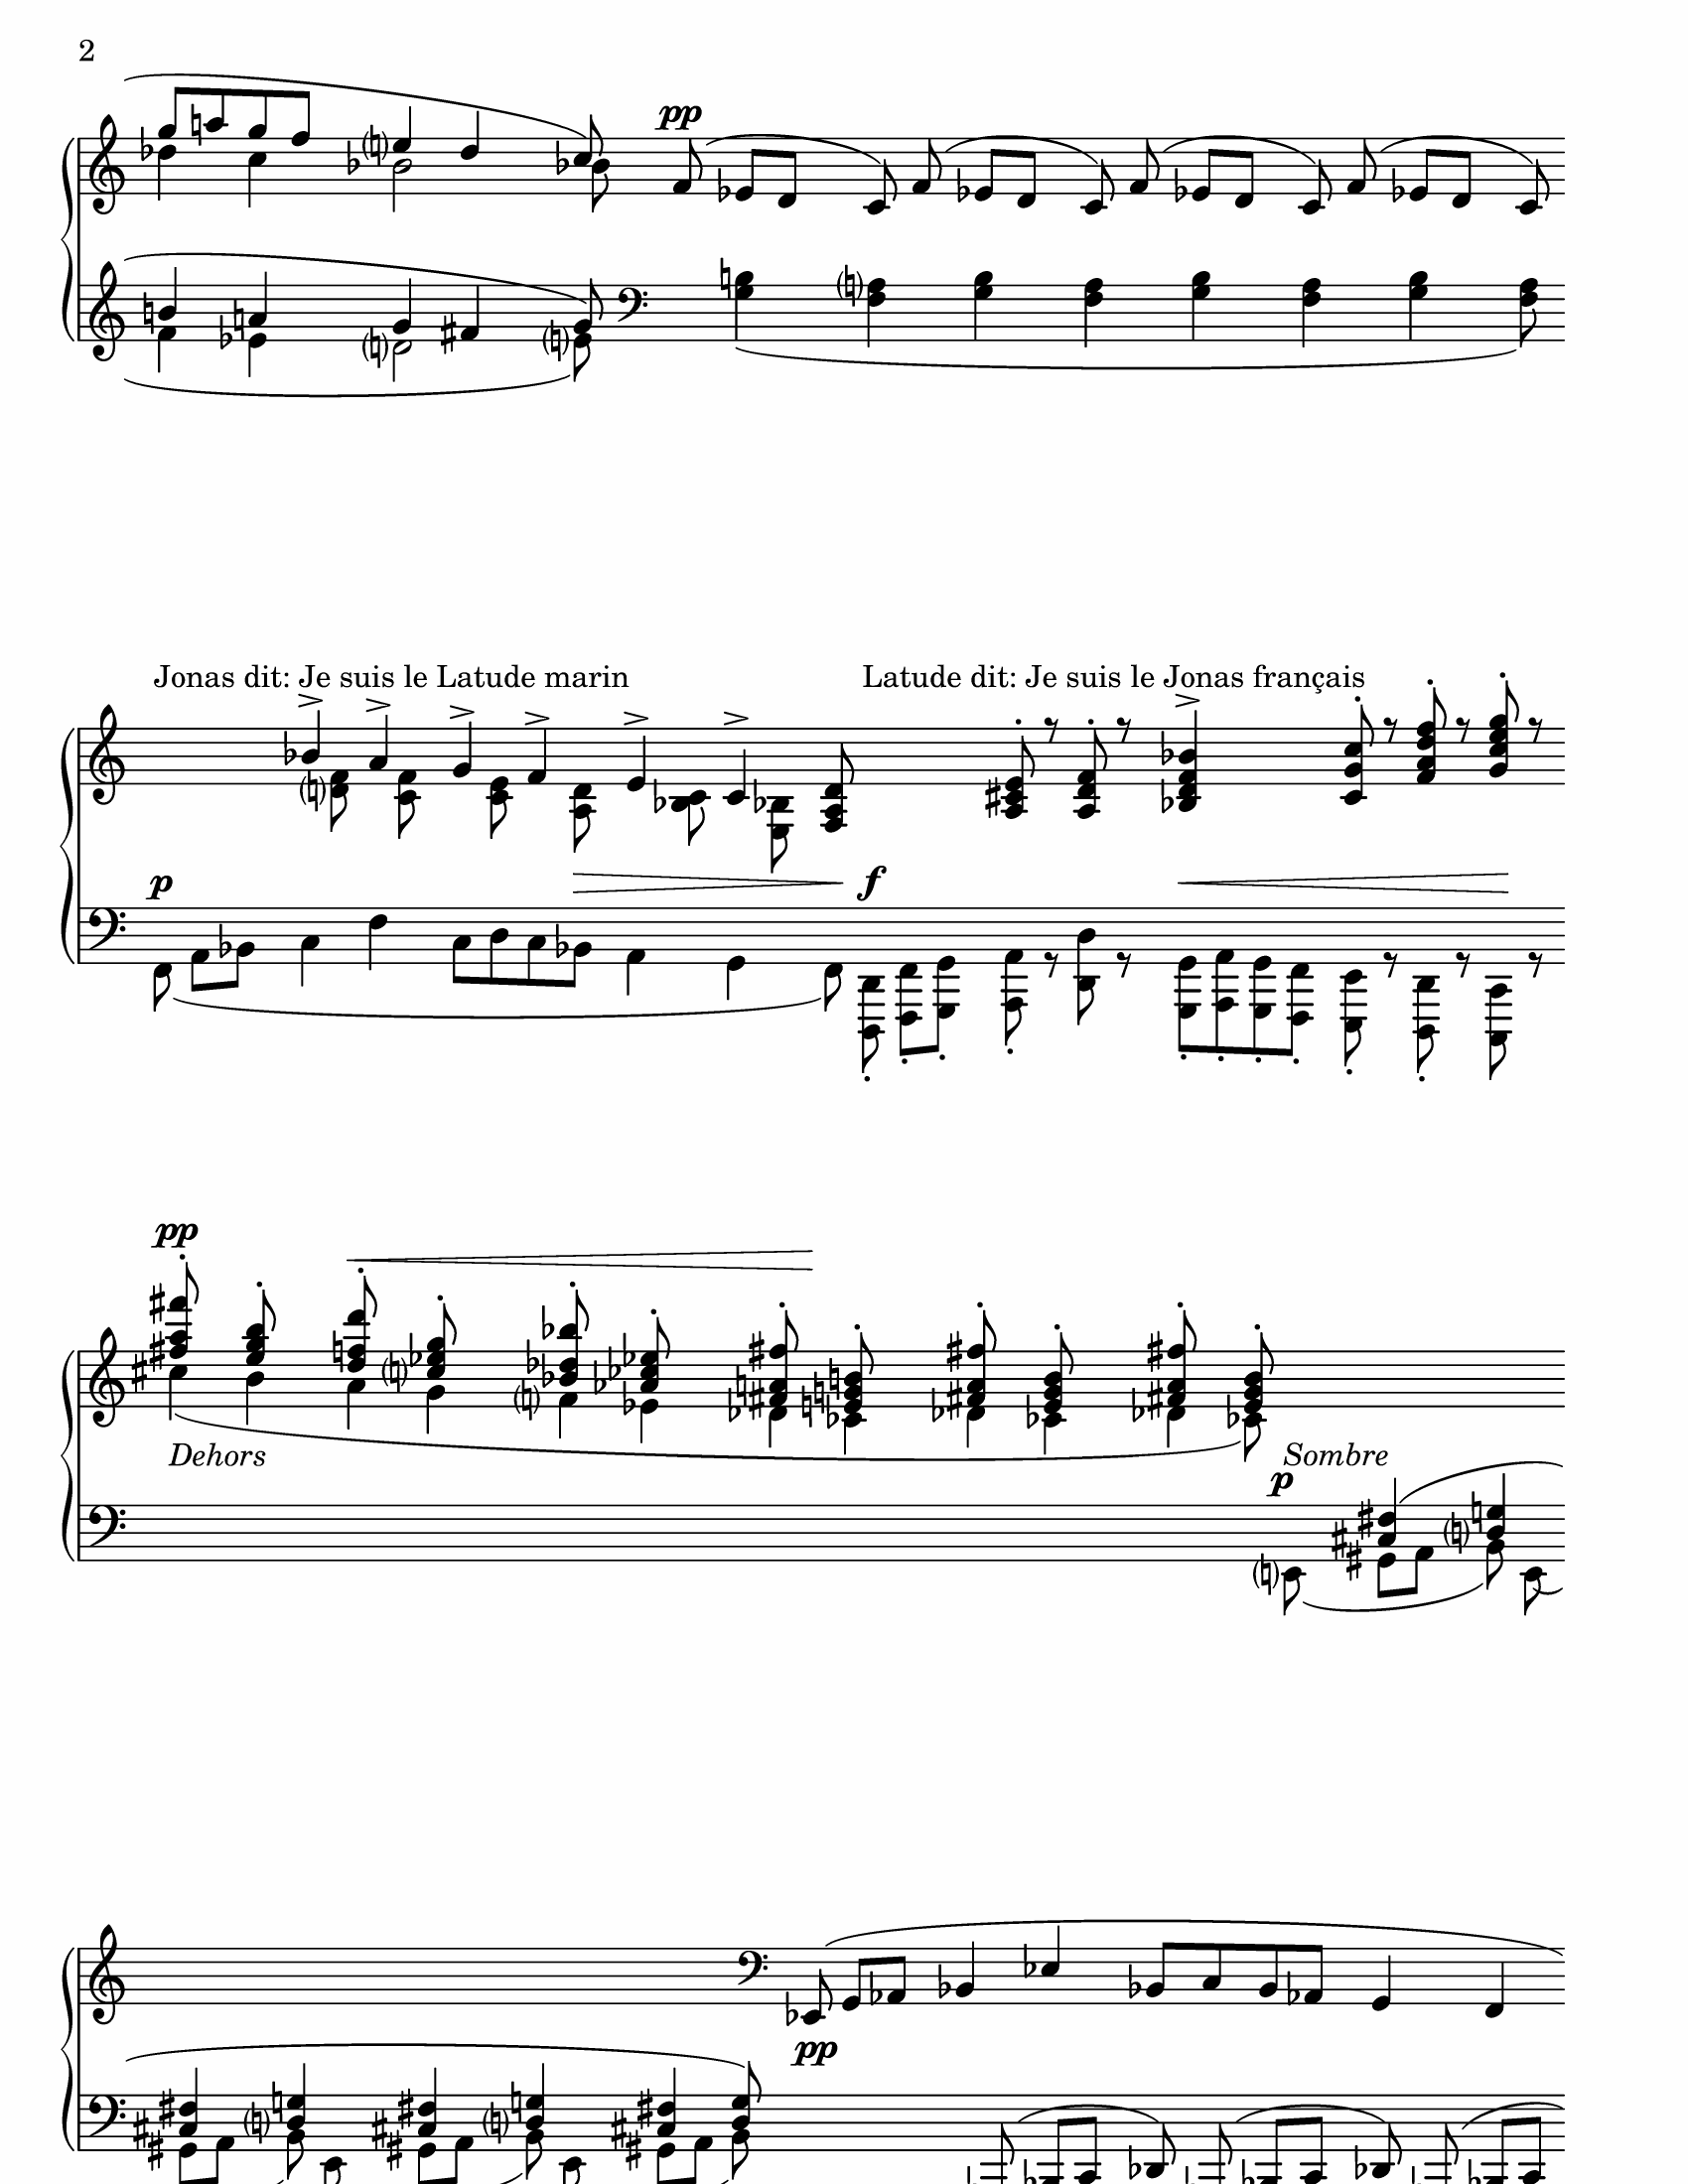 2
pp
Jonas dit: Je suis le Latude marin
Latude dit: Je suis le Jonas français
p
f
pp
Dehors
Sombre
p
pp